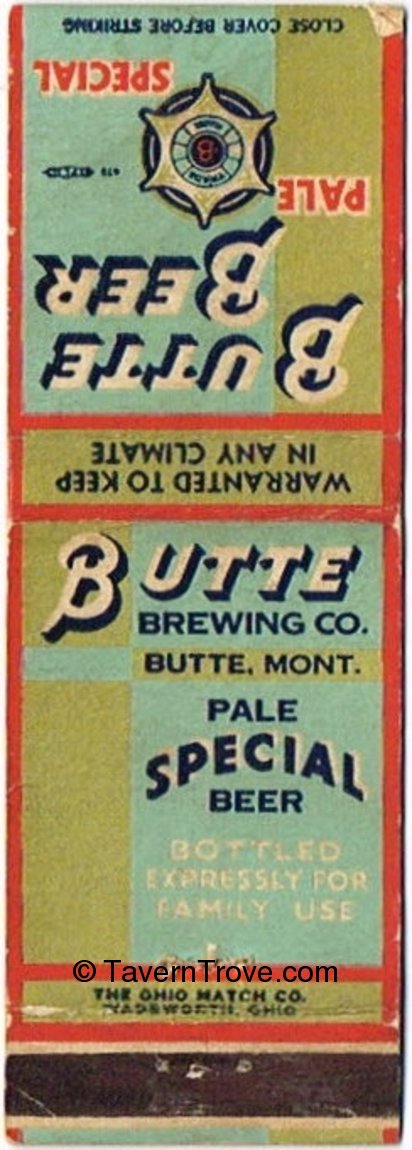 CLOSE COVER BEFORE STRIKING
PALE SPECIAL
BUTTE
BEER
WARRANTED TO KEEP
IN ANY CLIMATE
BUTTE
BREWING CO.
BUTTE, MONT.
PALE
SPECIAL
BEER
BOTTLED
EXPRESSLY FOR
FAMILY USE
© TavernTrove.com
THE OHIO MATCH CO.
WADSWORTH, OHIO